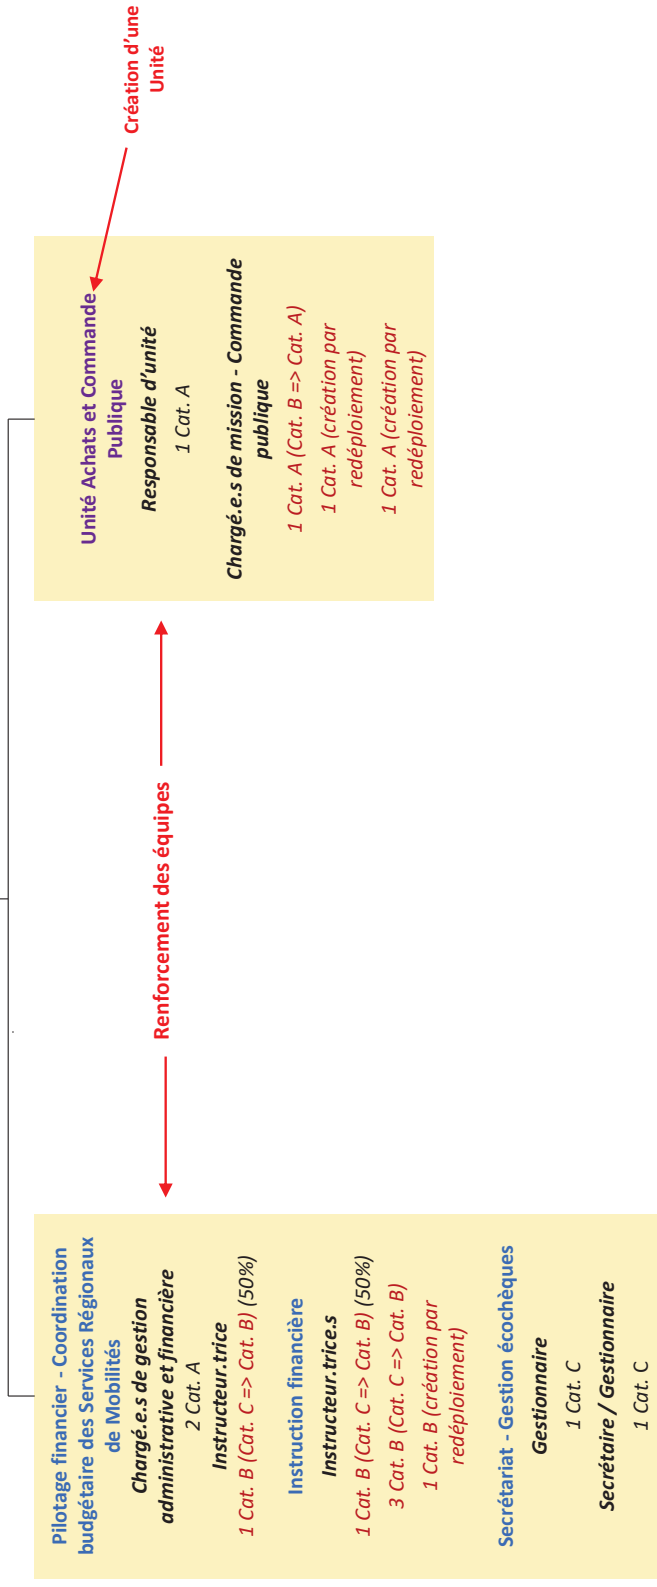 Pilotage financier - Coordination
budgétaire des Services Régionaux
de Mobilités
Chargé.e.s de gestion
administrative et financière
2 Cat. A
Instructeur.trice
1 Cat. B (Cat. C => Cat. B) (50%)
Instruction financière
Instructeur.trice.s
1 Cat. B (Cat. C => Cat. B) (50%)
3 Cat. B (Cat. C => Cat. B)
1 Cat. B (création par
redéploiement)
Secrétariat - Gestion écochèques
Gestionnaire
1 Cat. C
Secrétaire / Gestionnaire
1 Cat. C
Renforcement des équipes
Unité Achats et Commande
Publique
Responsable d'unité
1 Cat. A
Chargé.e.s de mission - Commande
publique
1 Cat. A (Cat. B => Cat. A)
1 Cat. A (création par
redéploiement)
1 Cat. A (création par
redéploiement)
Création d'une
Unité